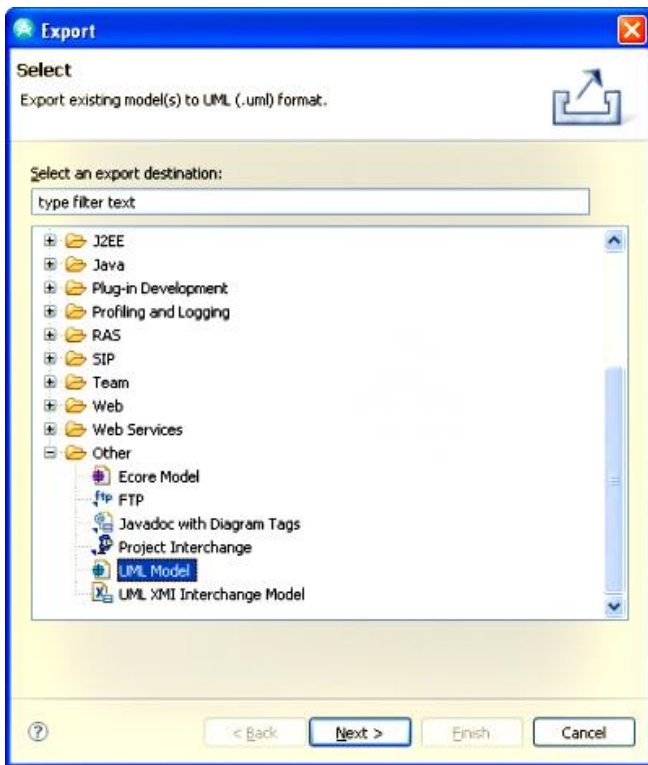 Export
Select
Export existing model(s) to UML (.uml) format.
Select an export destination:
type filter text
J2EE
Java
Plug-in Development
Profiling and Logging
RAS
SIP
Team
Web
Web Services
Other
Ecore Model
ftp FTP
Javadoc with Diagram Tags
Project Interchange
UML Model
UML XMI Interchange Model
? < Back Next > Finish Cancel